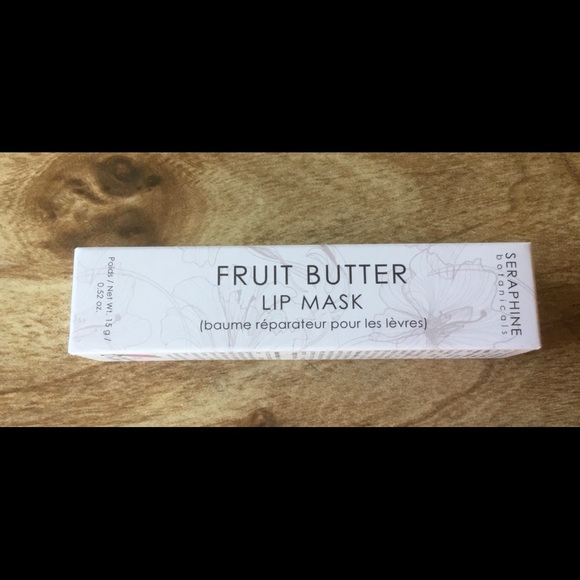 FRUIT BUTTER
LIP MASK
(baume réparateur pour les lèvres)
SERAPHINE
botanicals
Poids / Net Wt. 15 g /
0.52 oz.